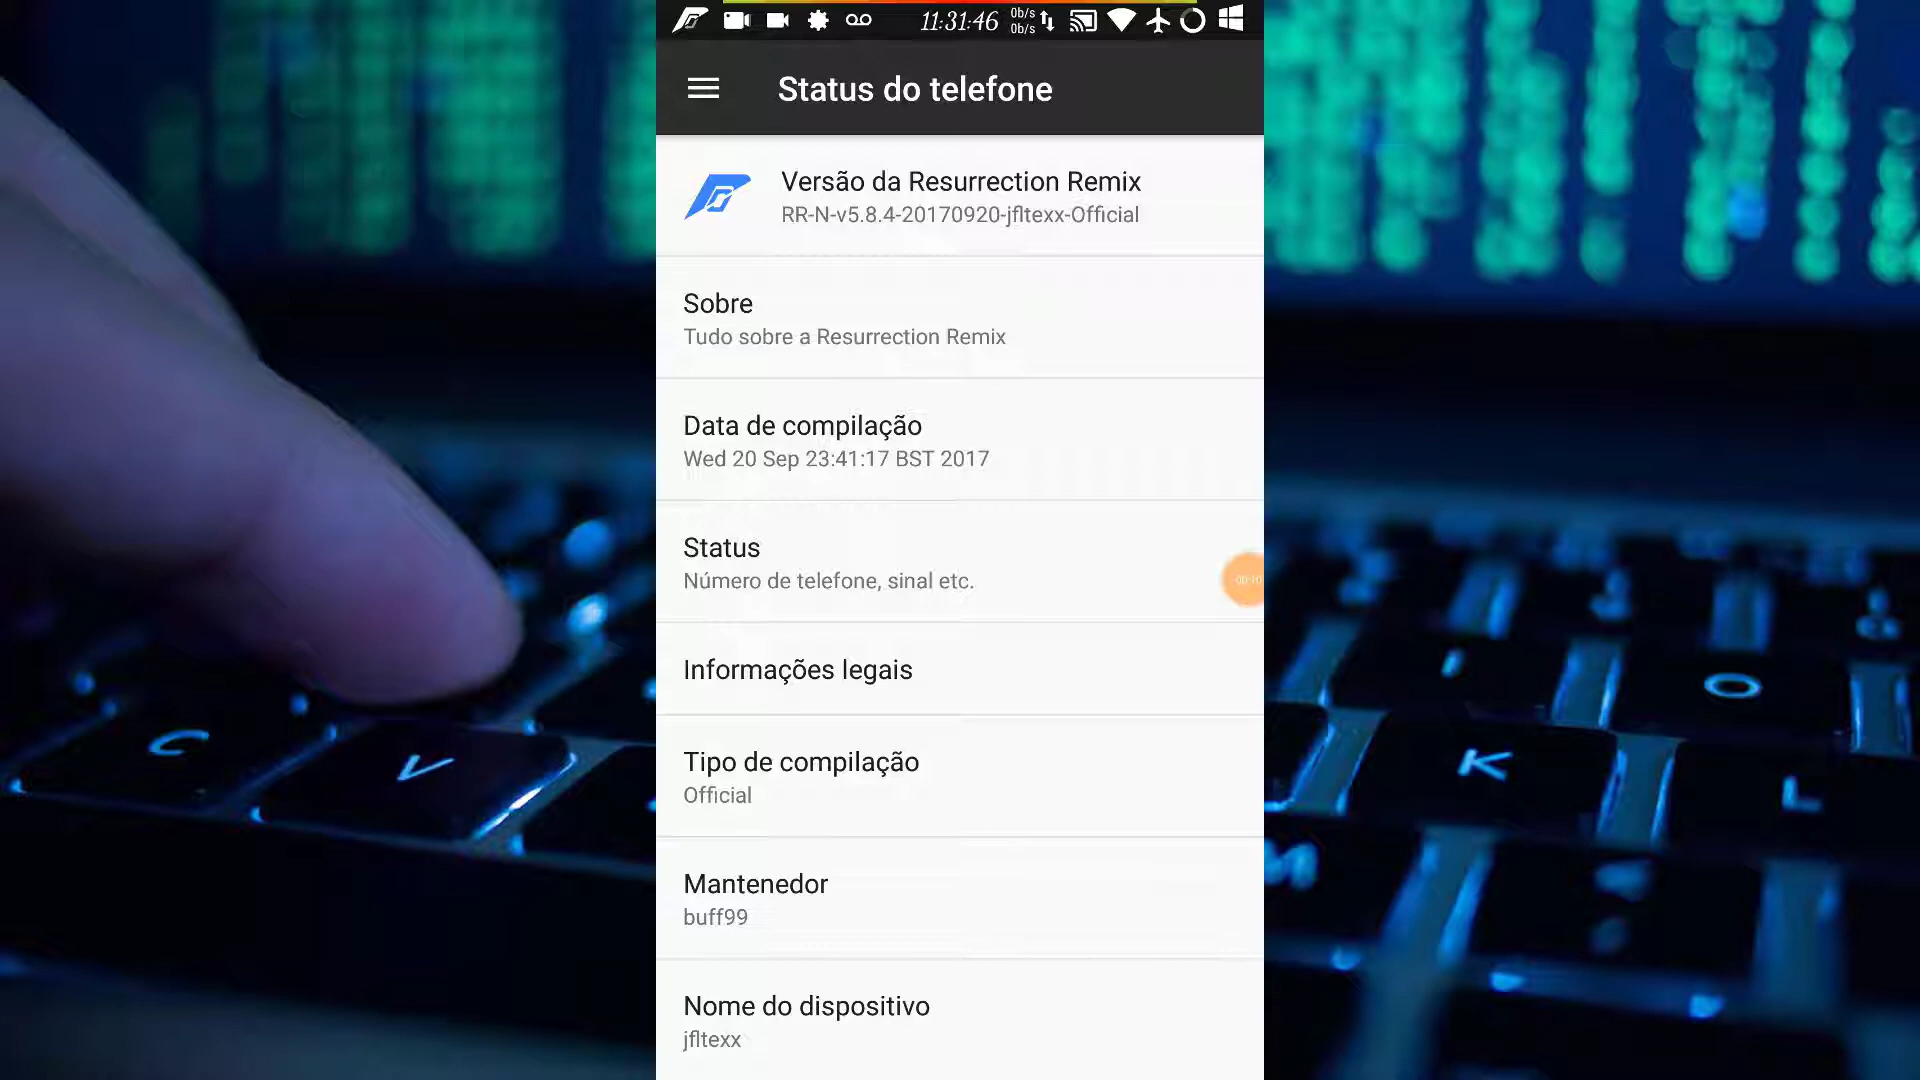 11:31:46
0b/s
0b/s
Status do telefone
Versão da Resurrection Remix
RR-N-v5.8.4-20170920-jfltexx-Official
Sobre
Tudo sobre a Resurrection Remix
Data de compilação
Wed 20 Sep 23:41:17 BST 2017
Status
Número de telefone, sinal etc.
Informações legais
Tipo de compilação
Official
Mantenedor
buff99
Nome do dispositivo
jfltexx
C
V
I
O
K
L
M